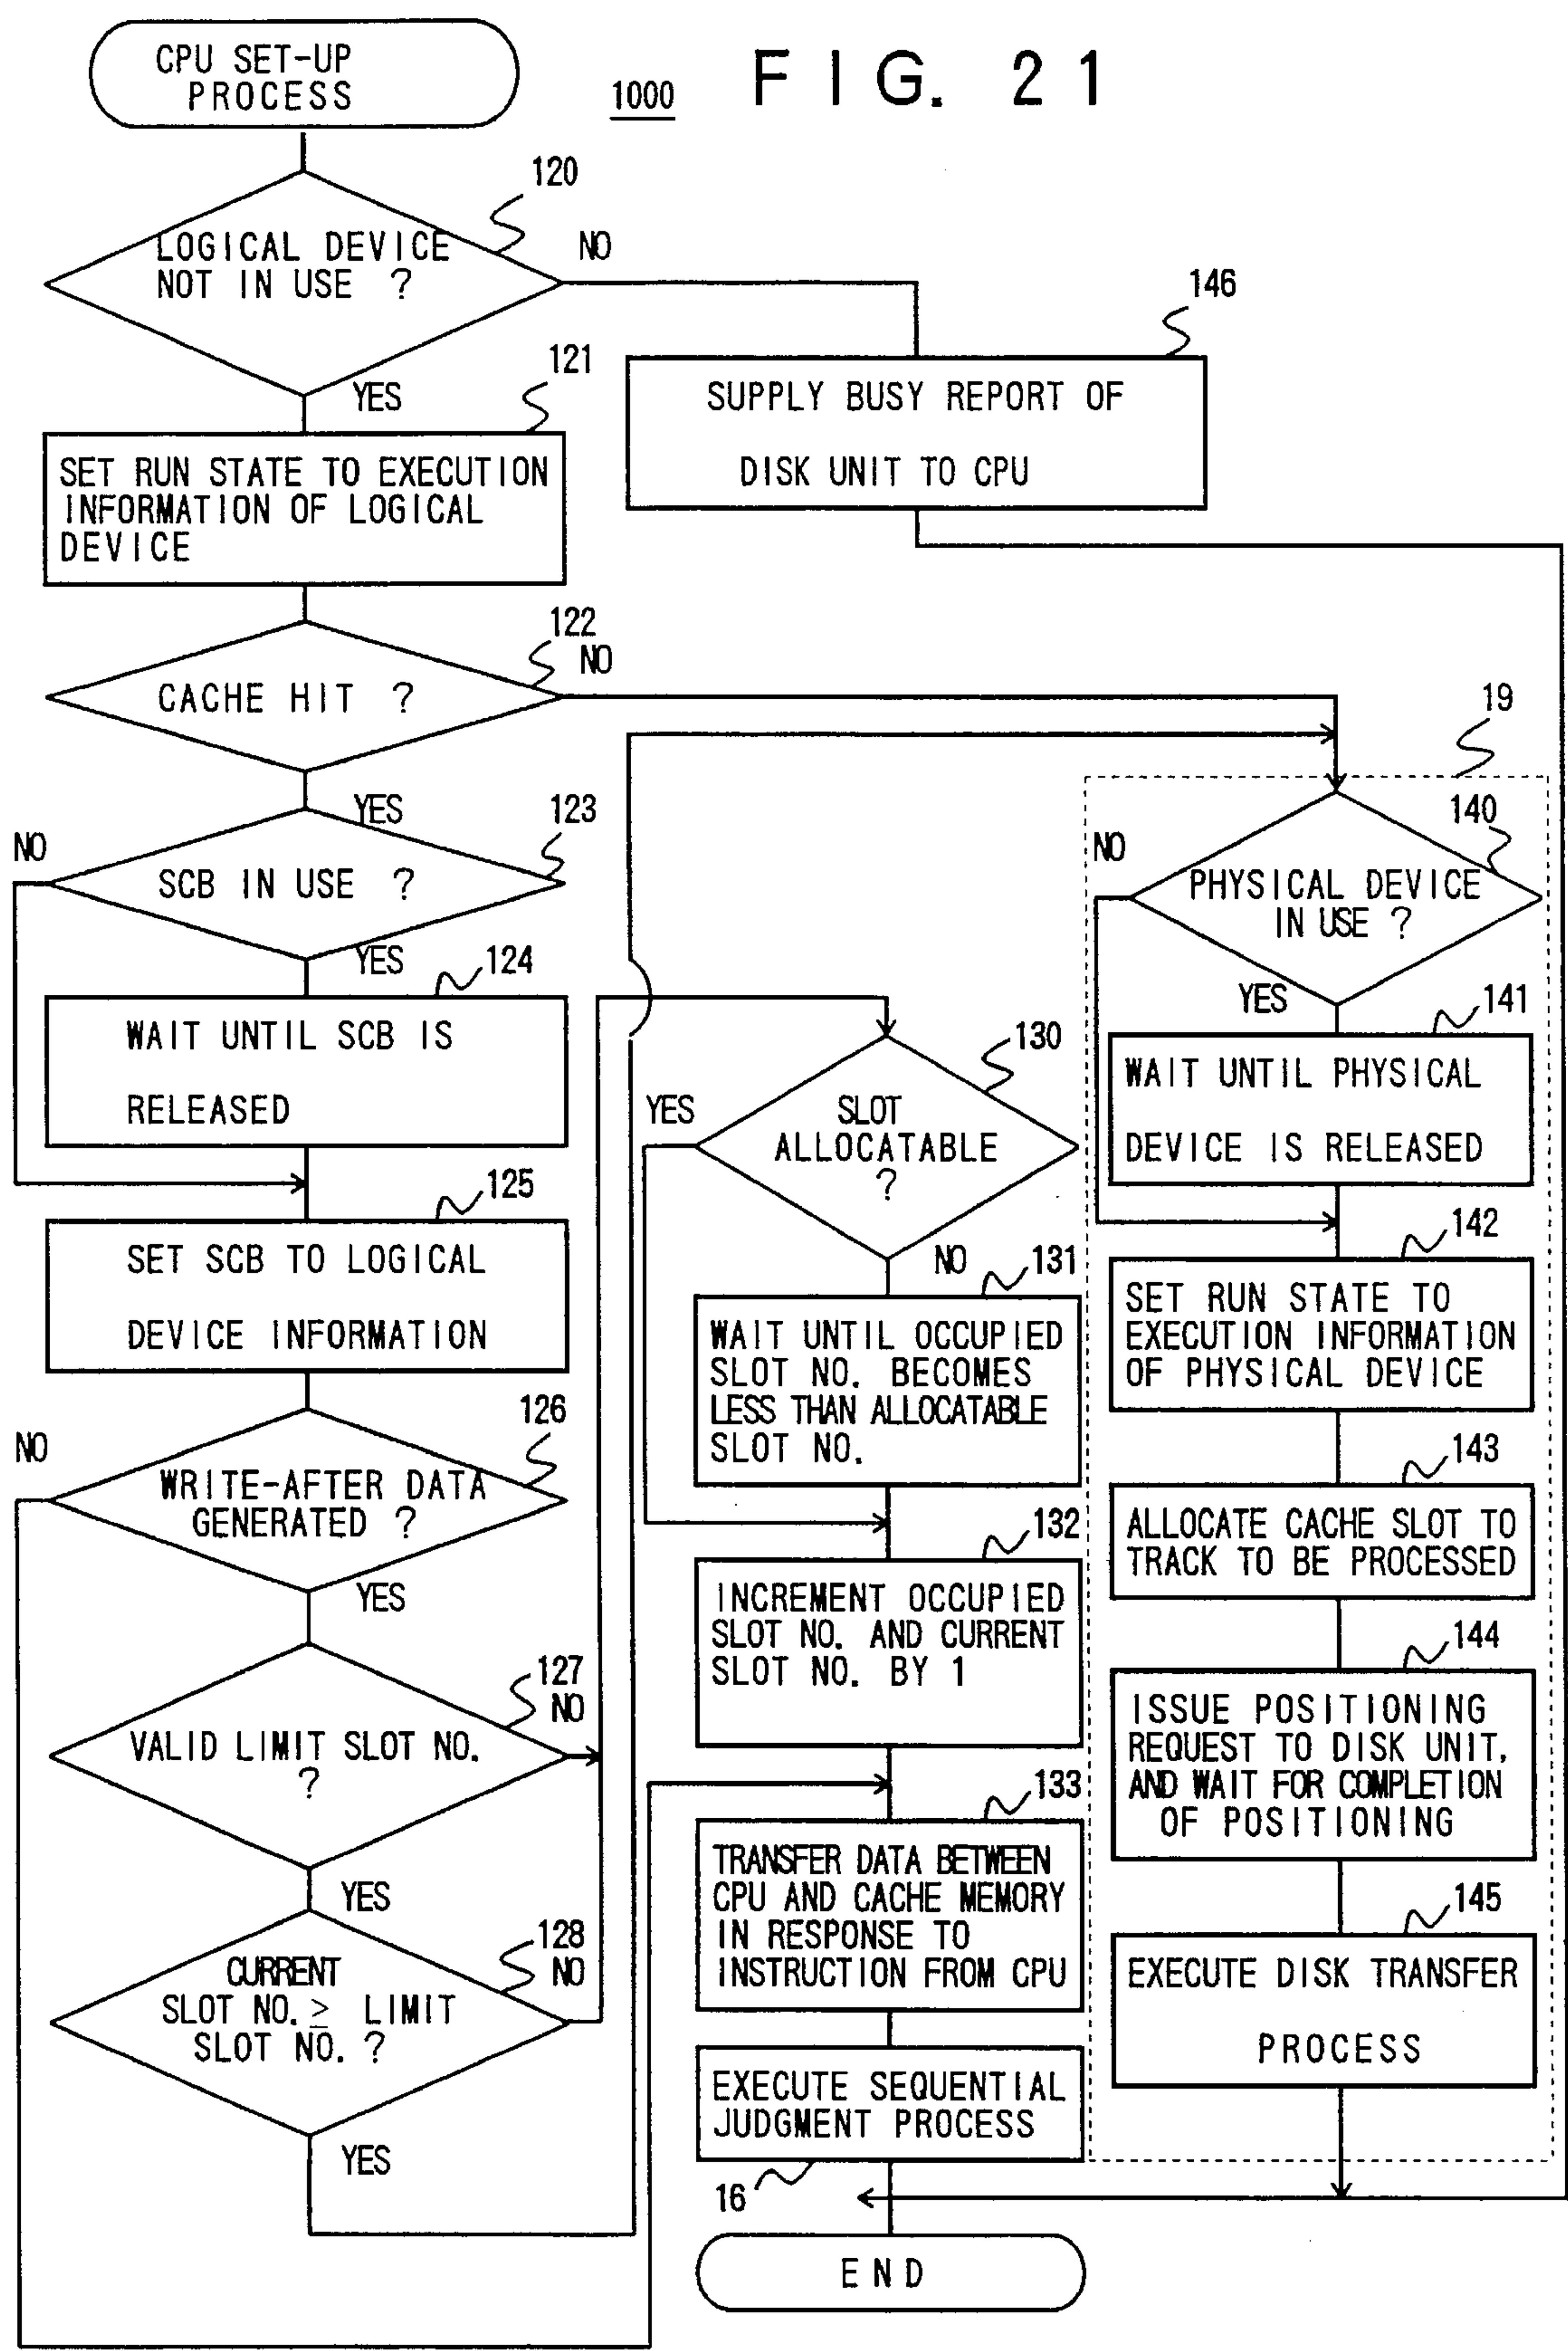 FIG. 21
1000
CPU SET-UP
PROCESS
120
LOGICAL DEVICE
NOT IN USE ?
NO
YES
146
SUPPLY BUSY REPORT OF
DISK UNIT TO CPU
121
SET RUN STATE TO EXECUTION
INFORMATION OF LOGICAL
DEVICE
122
NO
CACHE HIT ?
YES
123
NO
SCB IN USE ?
YES
124
WAIT UNTIL SCB IS
RELEASED
125
SET SCB TO LOGICAL
DEVICE INFORMATION
126
NO
WRITE-AFTER DATA
GENERATED ?
YES
127
NO
VALID LIMIT SLOT NO.
?
YES
128
NO
CURRENT
SLOT NO. ≥ LIMIT
SLOT NO. ?
YES
130
YES
SLOT
ALLOCATABLE
?
NO
131
WAIT UNTIL OCCUPIED
SLOT NO. BECOMES
LESS THAN ALLOCATABLE
SLOT NO.
132
INCREMENT OCCUPIED
SLOT NO. AND CURRENT
SLOT NO. BY 1
133
TRANSFER DATA BETWEEN
CPU AND CACHE MEMORY
IN RESPONSE TO
INSTRUCTION FROM CPU
EXECUTE SEQUENTIAL
JUDGMENT PROCESS
16
END
19
140
NO
PHYSICAL DEVICE
IN USE ?
YES
141
WAIT UNTIL PHYSICAL
DEVICE IS RELEASED
142
SET RUN STATE TO
EXECUTION INFORMATION
OF PHYSICAL DEVICE
143
ALLOCATE CACHE SLOT TO
TRACK TO BE PROCESSED
144
ISSUE POSITIONING
REQUEST TO DISK UNIT,
AND WAIT FOR COMPLETION
OF POSITIONING
145
EXECUTE DISK TRANSFER
PROCESS